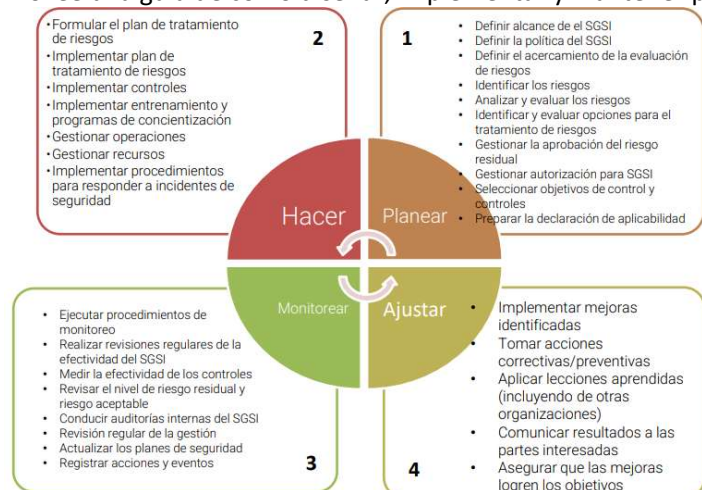 • Formular el plan de tratamiento
de riesgos
• Implementar plan de
tratamiento de riesgos
• Implementar controles
• Implementar entrenamiento y
programas de concientización
• Gestionar operaciones
• Gestionar recursos
• Implementar procedimientos
para responder a incidentes de
seguridad
2
1
• Definir alcance de el SGSI
• Definir la política del SGSI
• Definir el acercamiento de la evaluación
de riesgos
• Identificar los riesgos
• Analizar y evaluar los riesgos
• Identificar y evaluar opciones para el
tratamiento de riesgos
• Gestionar la aprobación del riesgo
residual
• Gestionar autorización para SGSI
• Seleccionar objetivos de control y
controles
• Preparar la declaración de aplicabilidad
Hacer
Planear
Monitorear
Ajustar
• Ejecutar procedimientos de
monitoreo
• Realizar revisiones regulares de la
efectividad del SGSI
• Medir la efectividad de los controles
• Revisar el nivel de riesgo residual y
riesgo aceptable
• Conducir auditorías internas del SGSI
• Revisión regular de la gestión
• Actualizar los planes de seguridad
• Registrar acciones y eventos
3
4
• Implementar mejoras
identificadas
• Tomar acciones
correctivas/preventivas
• Aplicar lecciones aprendidas
(incluyendo de otras
organizaciones)
• Comunicar resultados a las
partes interesadas
• Asegurar que las mejoras
logren los objetivos